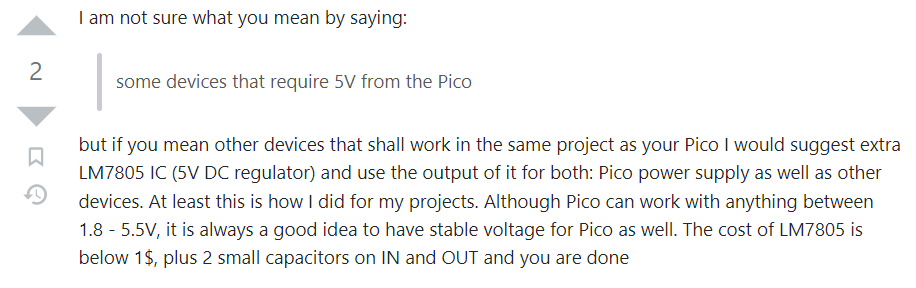 I am not sure what you mean by saying:
2
some devices that require 5V from the Pico
but if you mean other devices that shall work in the same project as your Pico I would suggest extra
LM7805 IC (5V DC regulator) and use the output of it for both: Pico power supply as well as other
devices. At least this is how I did for my projects. Although Pico can work with anything between
1.8 - 5.5V, it is always a good idea to have stable voltage for Pico as well. The cost of LM7805 is
below 1$, plus 2 small capacitors on IN and OUT and you are done